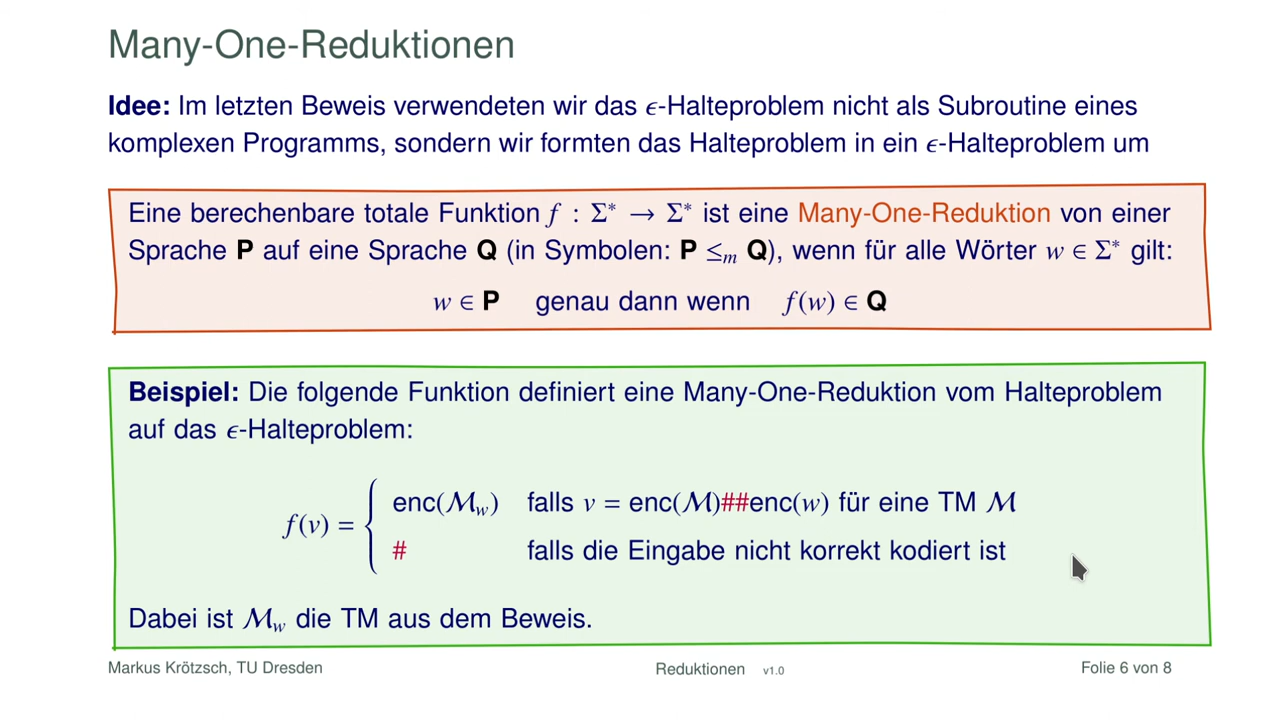 Many-One-Reduktionen
Idee: Im letzten Beweis verwendeten wir das ϵ-Halteproblem nicht als Subroutine eines
komplexen Programms, sondern wir formten das Halteproblem in ein ϵ-Halteproblem um
Eine berechenbare totale Funktion f : Σ* → Σ* ist eine Many-One-Reduktion von einer
Sprache P auf eine Sprache Q (in Symbolen: P ≤ₘ Q), wenn für alle Wörter w ∈ Σ* gilt:
w ∈ P genau dann wenn f(w) ∈ Q
Beispiel: Die folgende Funktion definiert eine Many-One-Reduktion vom Halteproblem
auf das ϵ-Halteproblem:
f(v) = { enc(ℳ_w) falls v = enc(ℳ)##enc(w) für eine TM ℳ
# falls die Eingabe nicht korrekt kodiert ist
Dabei ist ℳ_w die TM aus dem Beweis.
Markus Krötzsch, TU Dresden Reduktionen v1.0 Folie 6 von 8